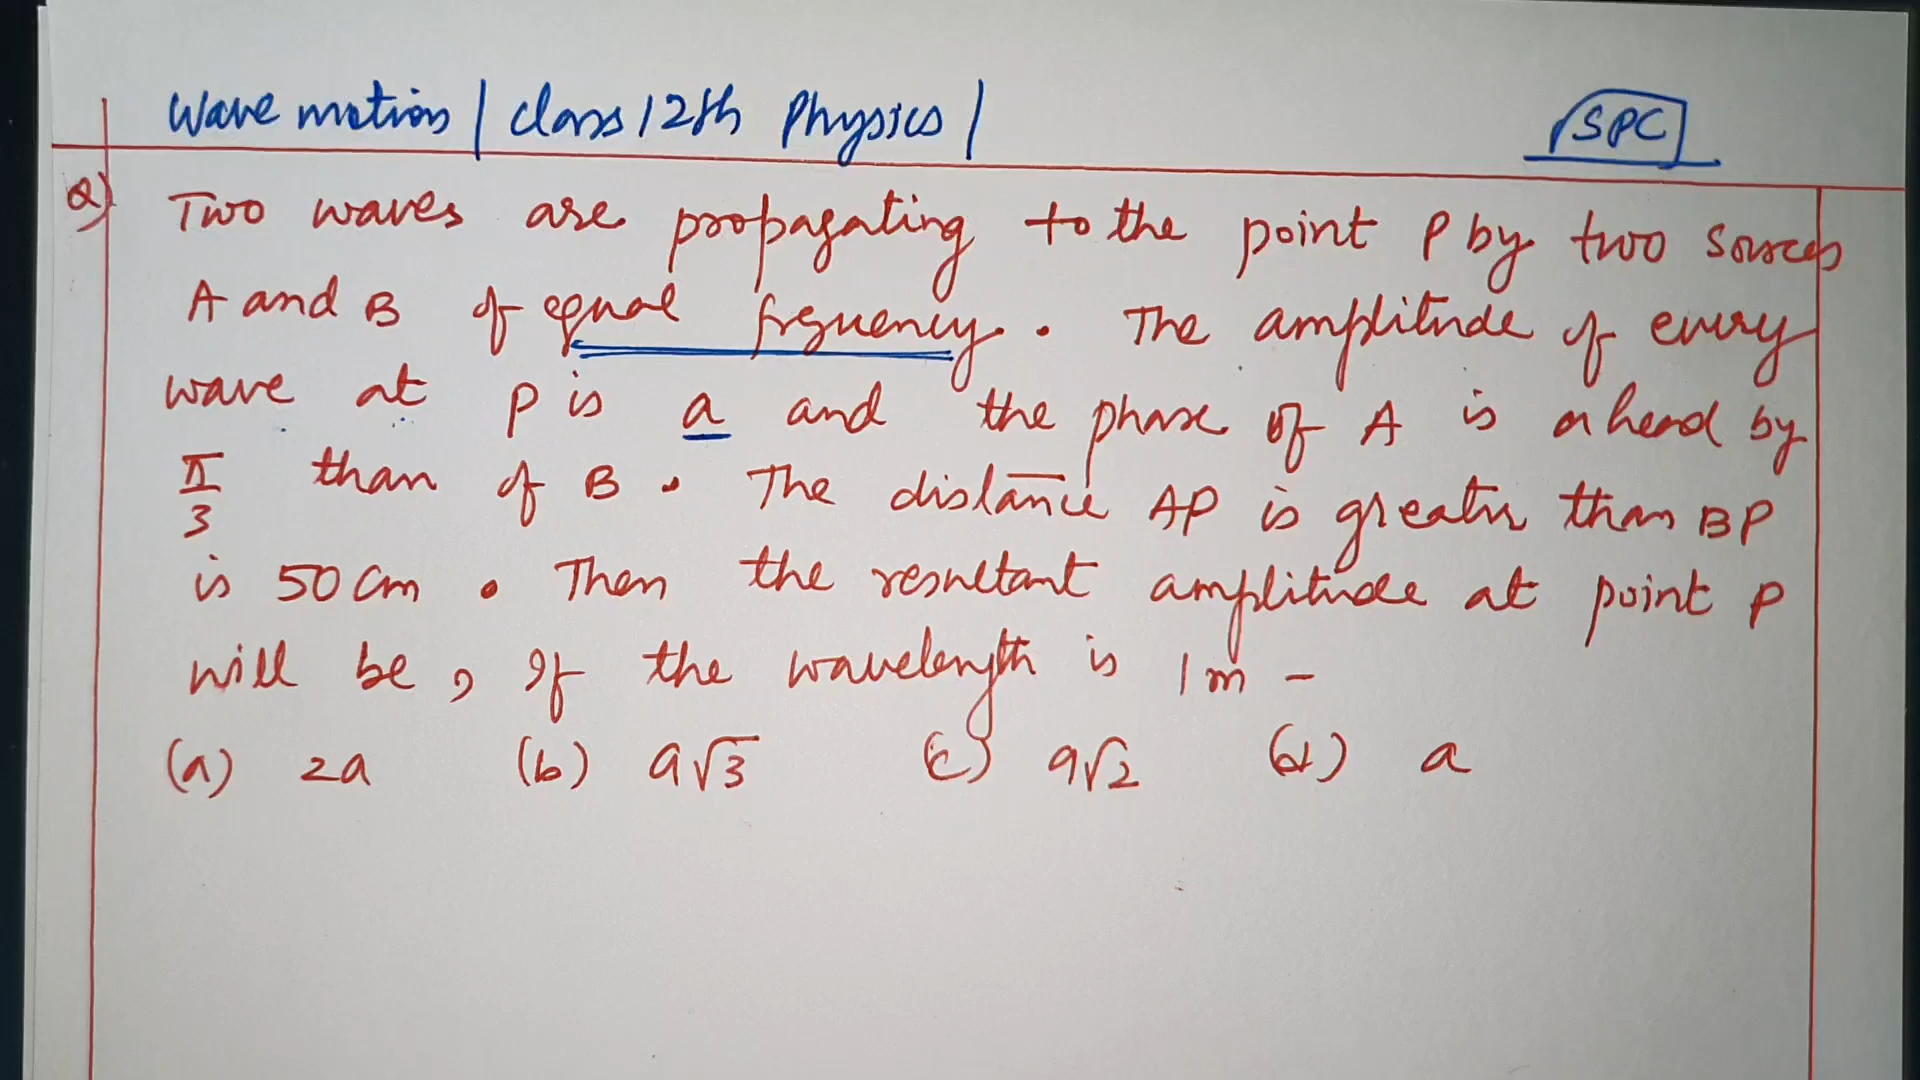 Wave motion | class 12th Physics |
SPC
Q) Two waves are propagating to the point P by two sources
A and B of equal frequency. The amplitude of every
wave at P is a and the phase of A is ahead by
π/3 than of B. The distance AP is greater than BP
is 50 cm. Then the resultant amplitude at point P
will be, If the wavelength is 1 m -
(a) 2a (b) a√3 (c) a√2 (d) a